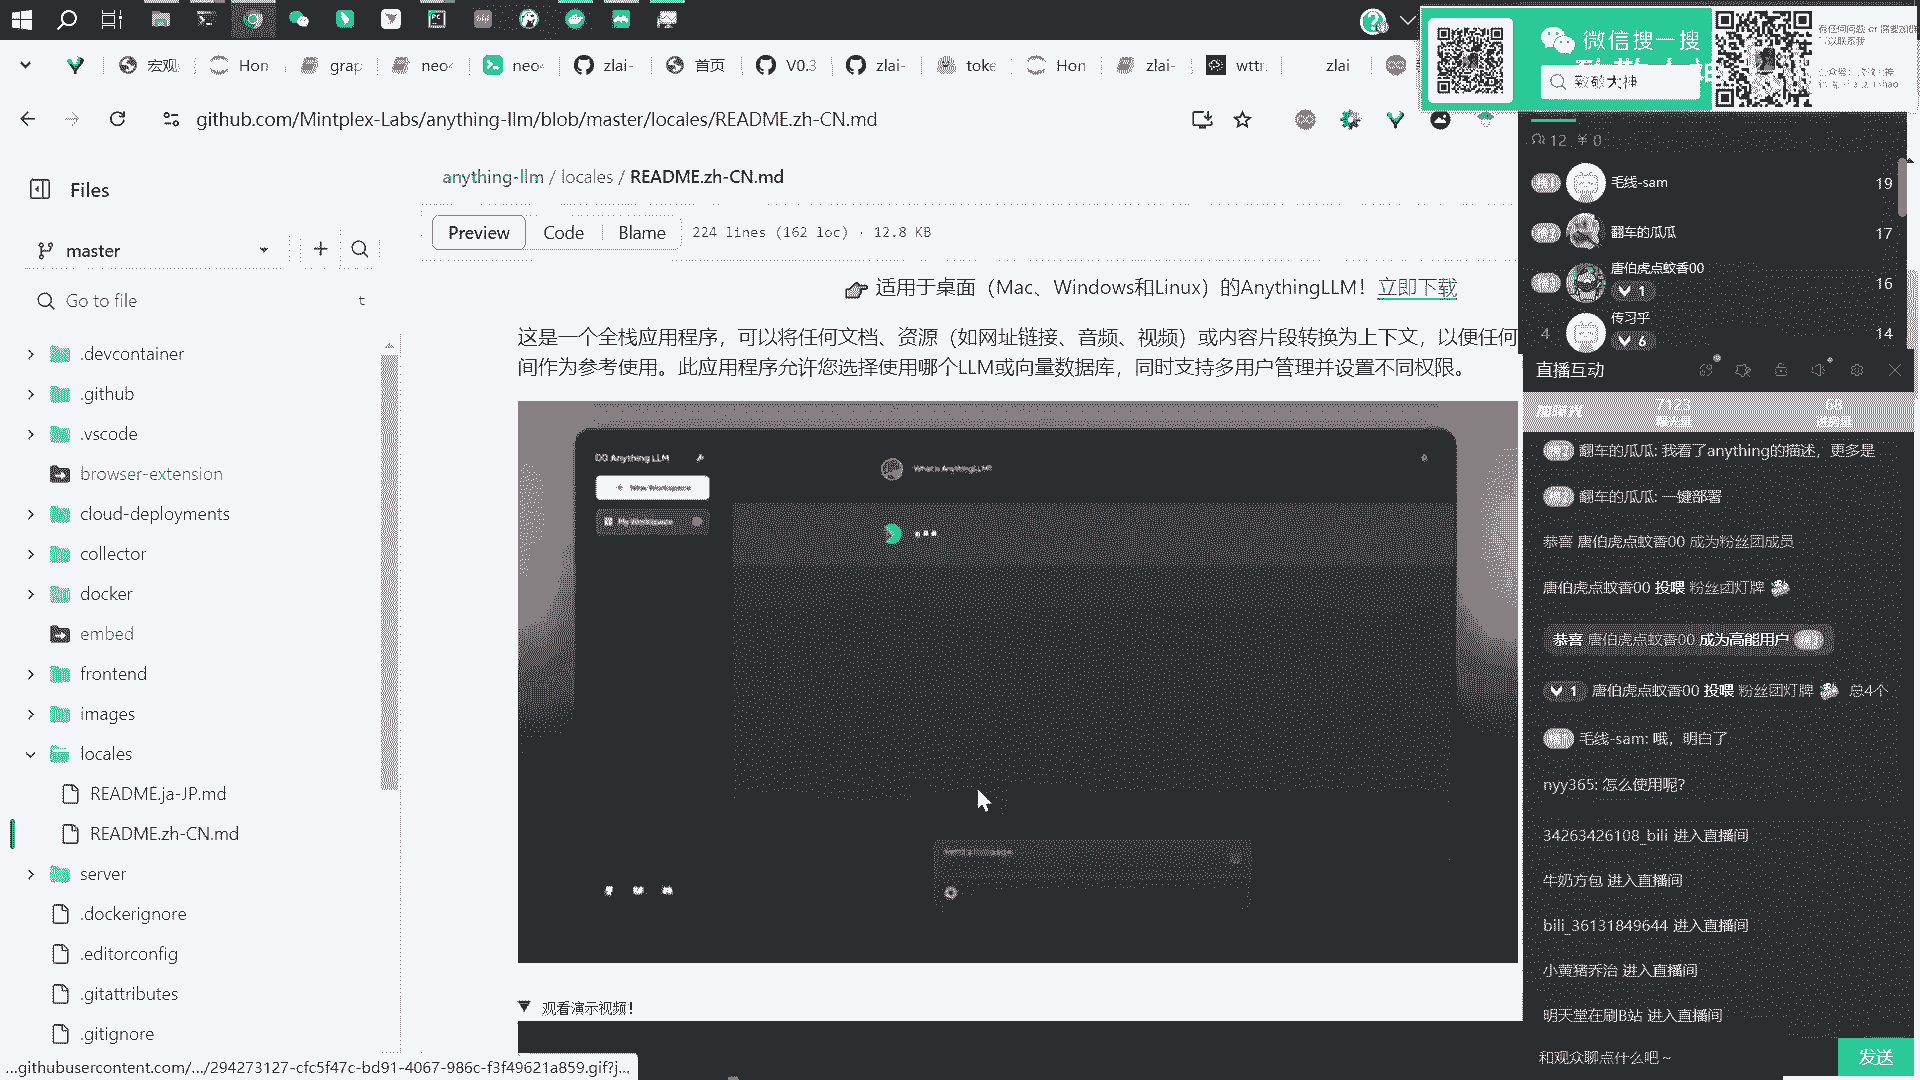 宏观
Hon
grap
neo4
neo4
zlai-
首页
V0.3
zlai-
toke
Hon
zlai-
wttr.
zlai
微信搜一搜
致敬大神
github.com/Mintplex-Labs/anything-llm/blob/master/locales/README.zh-CN.md
Files
master
Go to file
t
.devcontainer
.github
.vscode
browser-extension
cloud-deployments
collector
docker
embed
frontend
images
locales
README.ja-JP.md
README.zh-CN.md
server
.dockerignore
.editorconfig
.gitattributes
.gitignore
anything-llm / locales / README.zh-CN.md
Preview
Code
Blame
224 lines (162 loc) · 12.8 KB
适用于桌面（Mac、Windows和Linux）的AnythingLLM！立即下载
这是一个全栈应用程序，可以将任何文档、资源（如网址链接、音频、视频）或内容片段转换为上下文，以便任何
间作为参考使用。此应用程序允许您选择使用哪个LLM或向量数据库，同时支持多用户管理并设置不同权限。
Anything LLM
New Workspace
My Workspace
What is AnythingLLM?
Send a message
观看演示视频！
...githubusercontent.com/.../294273127-cfc5f47c-bd91-4067-986c-f3f49621a859.gif?j...
12 ¥ 0
毛线-sam 19
翻车的瓜瓜 17
唐伯虎点蚊香00
1
16
4 传习乎
6
14
直播互动
7123
68
翻车的瓜瓜: 我看了anything的描述，更多是
翻车的瓜瓜: 一键部署
恭喜 唐伯虎点蚊香00 成为粉丝团成员
唐伯虎点蚊香00 投喂 粉丝团灯牌
恭喜 唐伯虎点蚊香00 成为高能用户
1 唐伯虎点蚊香00 投喂 粉丝团灯牌 总4个
毛线-sam: 哦，明白了
nyy365: 怎么使用呢?
34263426108_bili 进入直播间
牛奶方包 进入直播间
bili_36131849644 进入直播间
小黄猪乔治 进入直播间
明天堂在刷B站 进入直播间
和观众聊点什么吧~
发送